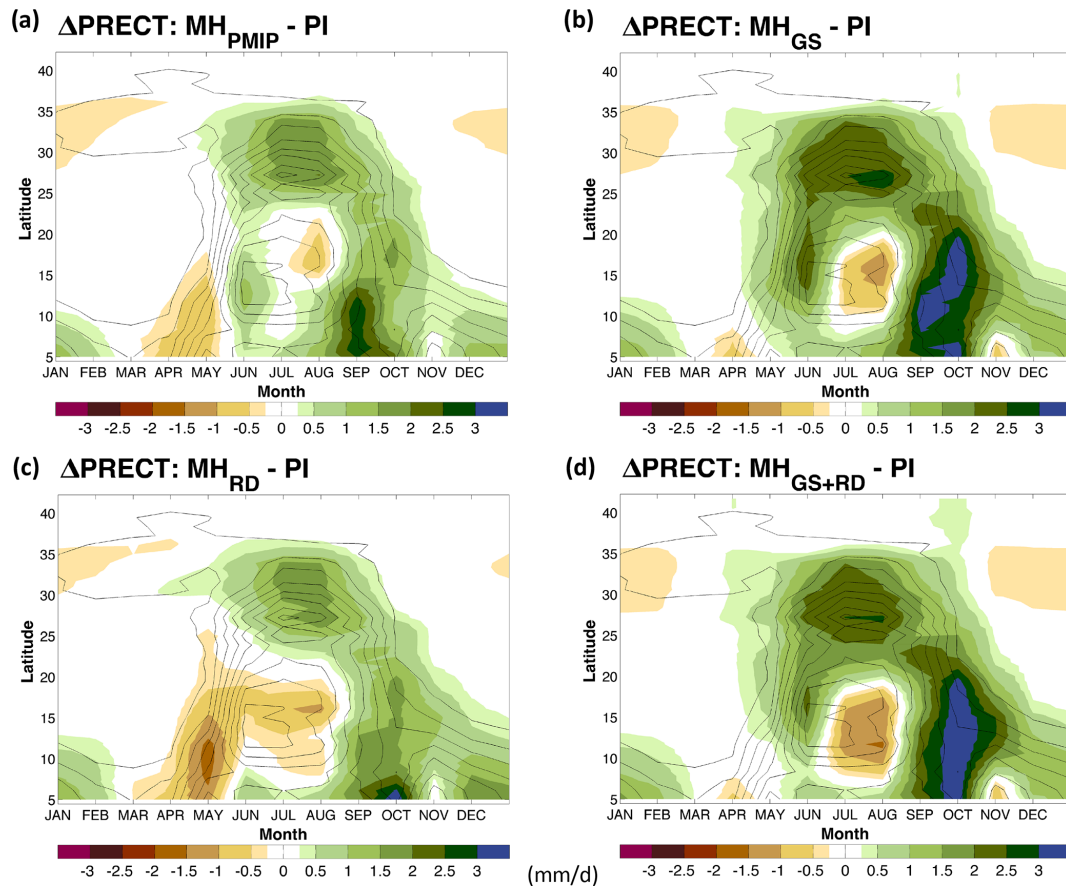 (a) ΔPRECT: MH_PMIP - PI
(b) ΔPRECT: MH_GS - PI
Latitude
40
35
30
25
20
15
10
5
JAN FEB MAR APR MAY JUN JUL AUG SEP OCT NOV DEC
Month
-3 -2.5 -2 -1.5 -1 -0.5 0 0.5 1 1.5 2 2.5 3
Latitude
40
35
30
25
20
15
10
5
JAN FEB MAR APR MAY JUN JUL AUG SEP OCT NOV DEC
Month
-3 -2.5 -2 -1.5 -1 -0.5 0 0.5 1 1.5 2 2.5 3
(c) ΔPRECT: MH_RD - PI
(d) ΔPRECT: MH_GS+RD - PI
Latitude
40
35
30
25
20
15
10
5
JAN FEB MAR APR MAY JUN JUL AUG SEP OCT NOV DEC
Month
-3 -2.5 -2 -1.5 -1 -0.5 0 0.5 1 1.5 2 2.5 3
Latitude
40
35
30
25
20
15
10
5
JAN FEB MAR APR MAY JUN JUL AUG SEP OCT NOV DEC
Month
-3 -2.5 -2 -1.5 -1 -0.5 0 0.5 1 1.5 2 2.5 3
(mm/d)